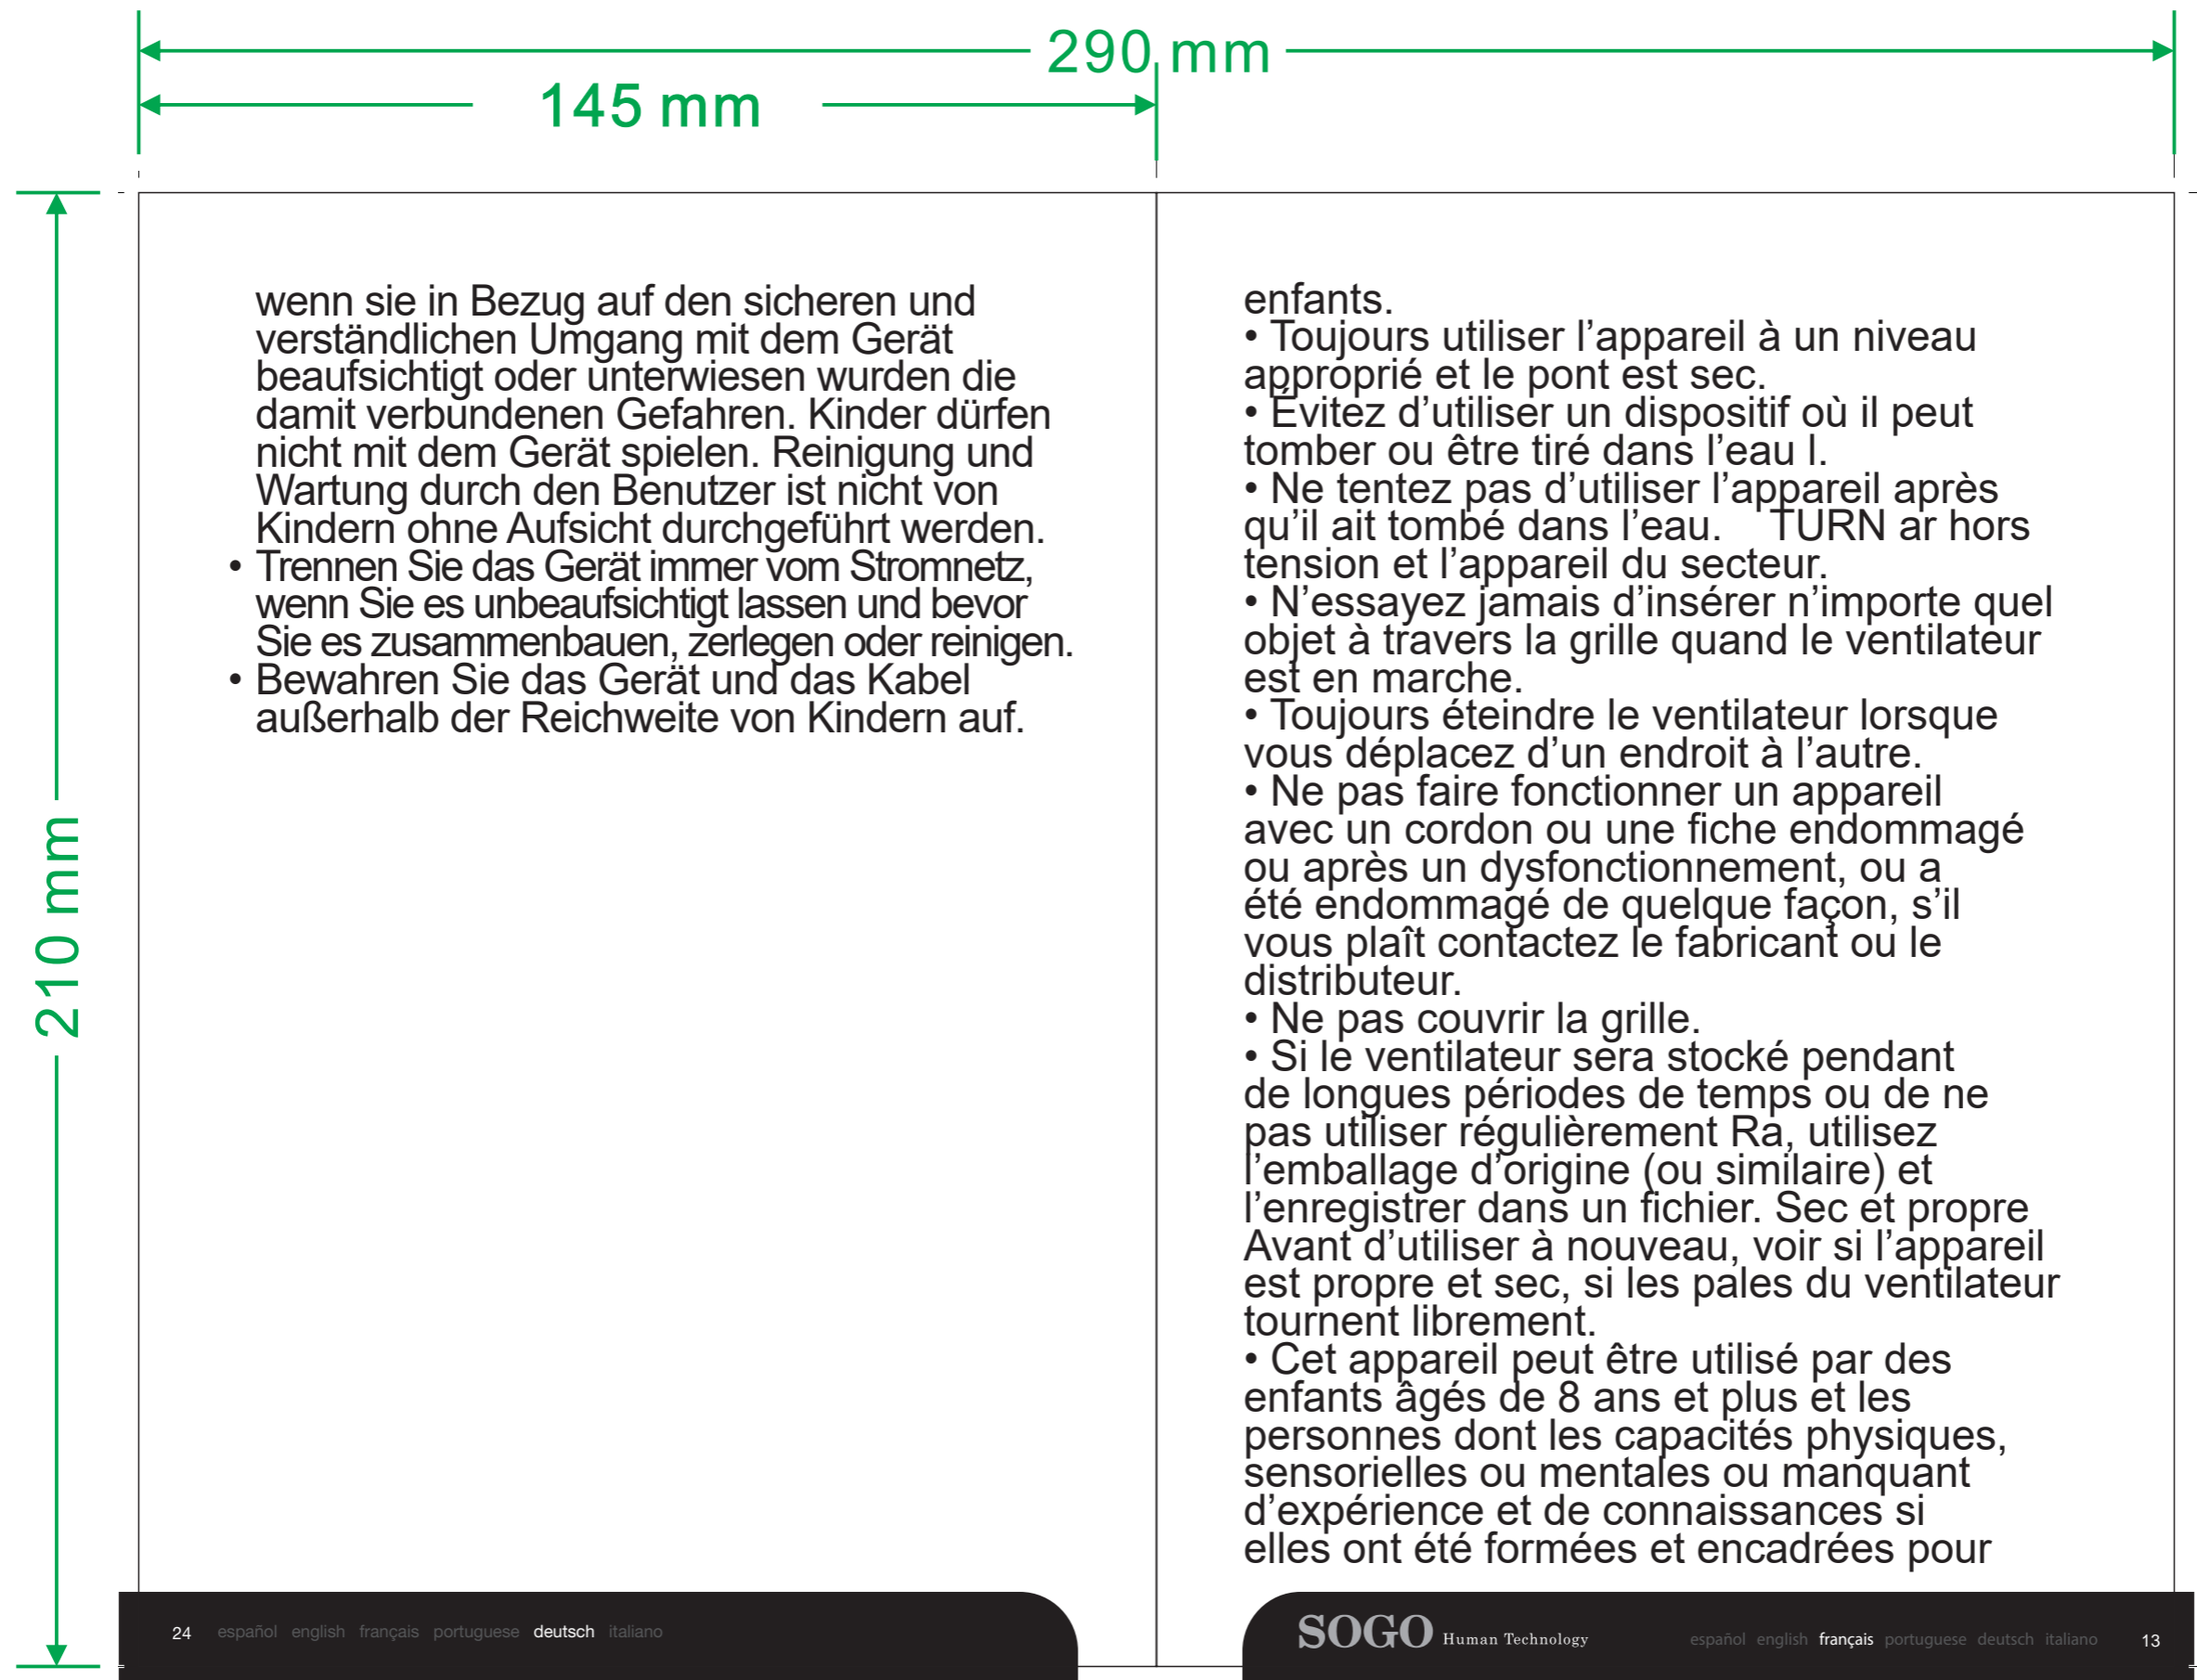 290 mm
145 mm
210 mm
wenn sie in Bezug auf den sicheren und
verständlichen Umgang mit dem Gerät
beaufsichtigt oder unterwiesen wurden die
damit verbundenen Gefahren. Kinder dürfen
nicht mit dem Gerät spielen. Reinigung und
Wartung durch den Benutzer ist nicht von
Kindern ohne Aufsicht durchgeführt werden.
• Trennen Sie das Gerät immer vom Stromnetz,
wenn Sie es unbeaufsichtigt lassen und bevor
Sie es zusammenbauen, zerlegen oder reinigen.
• Bewahren Sie das Gerät und das Kabel
außerhalb der Reichweite von Kindern auf.
24 español english français portuguese deutsch italiano
enfants.
• Toujours utiliser l’appareil à un niveau
approprié et le pont est sec.
• Évitez d’utiliser un dispositif où il peut
tomber ou être tiré dans l’eau l.
• Ne tentez pas d’utiliser l’appareil après
qu’il ait tombé dans l’eau. TURN ar hors
tension et l’appareil du secteur.
• N’essayez jamais d’insérer n’importe quel
objet à travers la grille quand le ventilateur
est en marche.
• Toujours éteindre le ventilateur lorsque
vous déplacez d’un endroit à l’autre.
• Ne pas faire fonctionner un appareil
avec un cordon ou une fiche endommagé
ou après un dysfonctionnement, ou a
été endommagé de quelque façon, s’il
vous plaît contactez le fabricant ou le
distributeur.
• Ne pas couvrir la grille.
• Si le ventilateur sera stocké pendant
de longues périodes de temps ou de ne
pas utiliser régulièrement Ra, utilisez
l’emballage d’origine (ou similaire) et
l’enregistrer dans un fichier. Sec et propre
Avant d’utiliser à nouveau, voir si l’appareil
est propre et sec, si les pales du ventilateur
tournent librement.
• Cet appareil peut être utilisé par des
enfants âgés de 8 ans et plus et les
personnes dont les capacités physiques,
sensorielles ou mentales ou manquant
d’expérience et de connaissances si
elles ont été formées et encadrées pour
SOGO Human Technology
español english français portuguese deutsch italiano 13